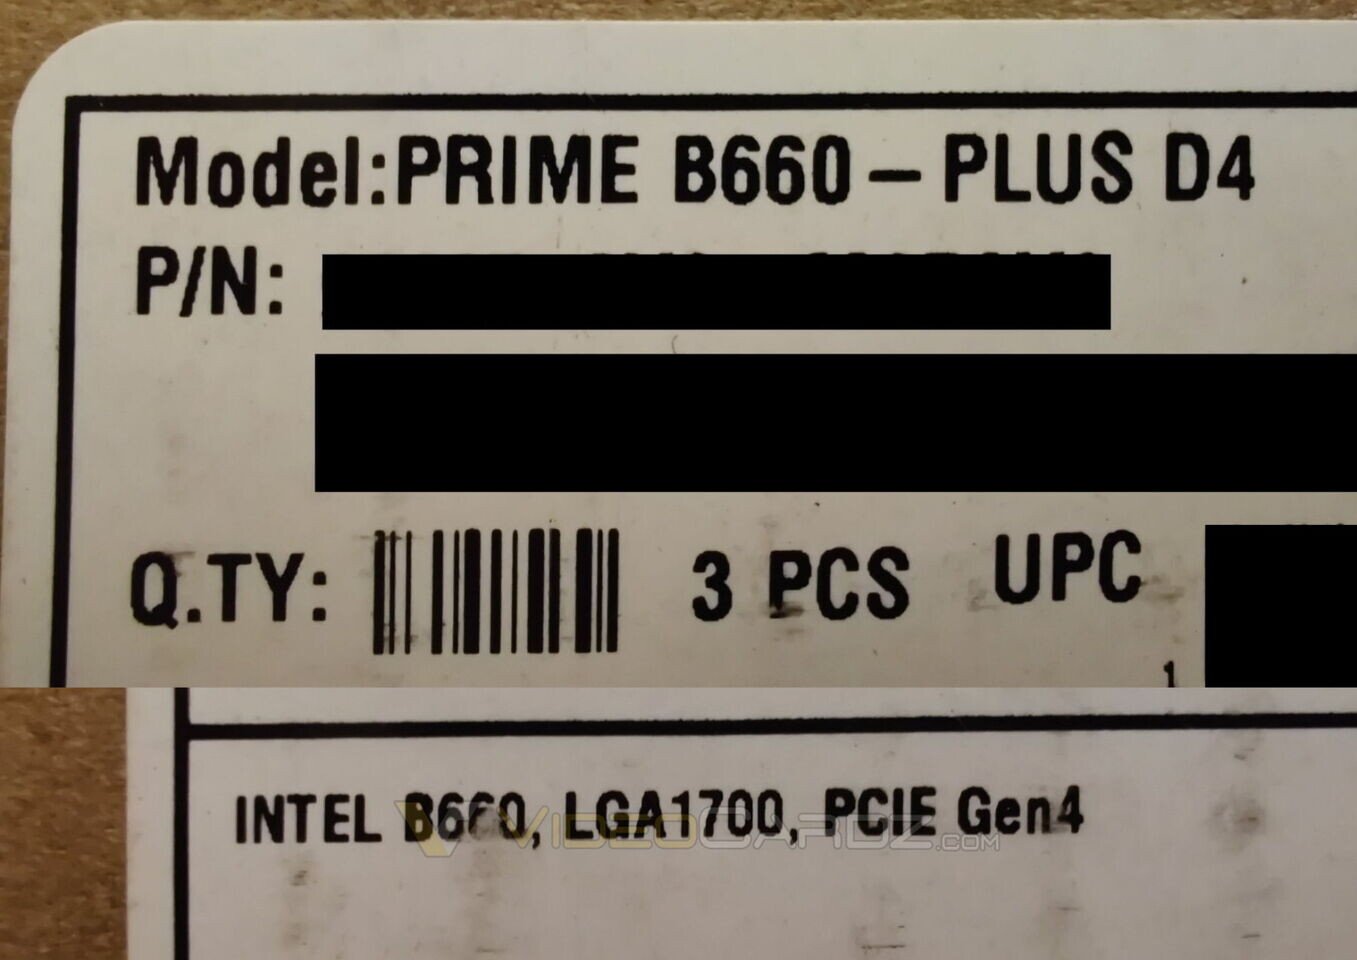 Model:PRIME B660 – PLUS D4
P/N:
Q.TY: 3 PCS UPC
1
INTEL B660, LGA1700, PCIE Gen4
VIDEOCARDZ.COM